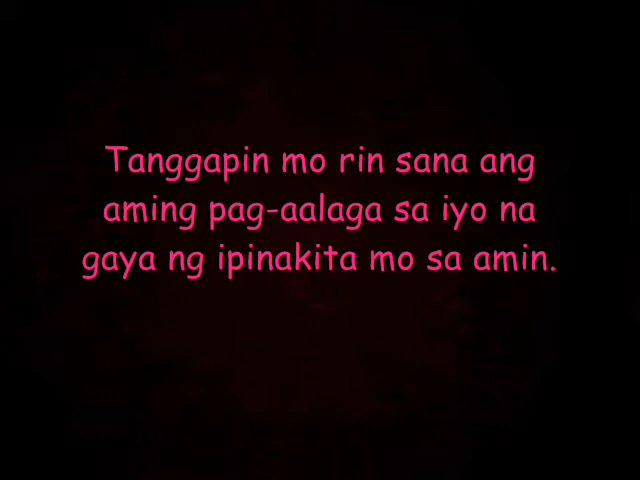 Tanggapin mo rin sana ang
aming pag-aalaga sa iyo na
gaya ng ipinakita mo sa amin.